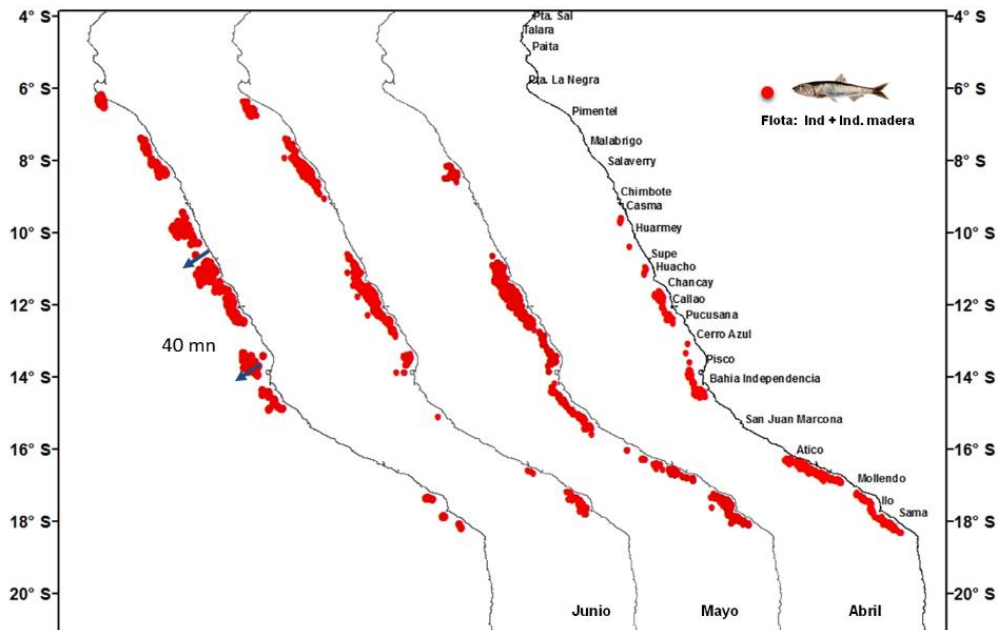 4° S
6° S
8° S
10° S
12° S
14° S
16° S
18° S
20° S
Pta. Sal
Talara
Paita
Pta. La Negra
Pimentel
Malabrigo
Salaverry
Chimbote
Casma
Huarmey
Supe
Huacho
Chancay
Callao
Pucusana
Cerro Azul
Pisco
Bahia Independencia
San Juan Marcona
Atico
Mollendo
Ilo
Sama
Flota: Ind + Ind. madera
40 mn
Junio
Mayo
Abril
4° S
6° S
8° S
10° S
12° S
14° S
16° S
18° S
20° S